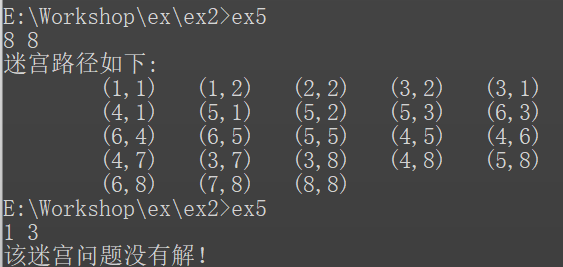 E:\Workshop\ex\ex2>ex5
8 8
迷宫路径如下:
(1,1) (1,2) (2,2) (3,2) (3,1)
(4,1) (5,1) (5,2) (5,3) (6,3)
(6,4) (6,5) (5,5) (4,5) (4,6)
(4,7) (3,7) (3,8) (4,8) (5,8)
(6,8) (7,8) (8,8)
E:\Workshop\ex\ex2>ex5
1 3
该迷宫问题没有解！